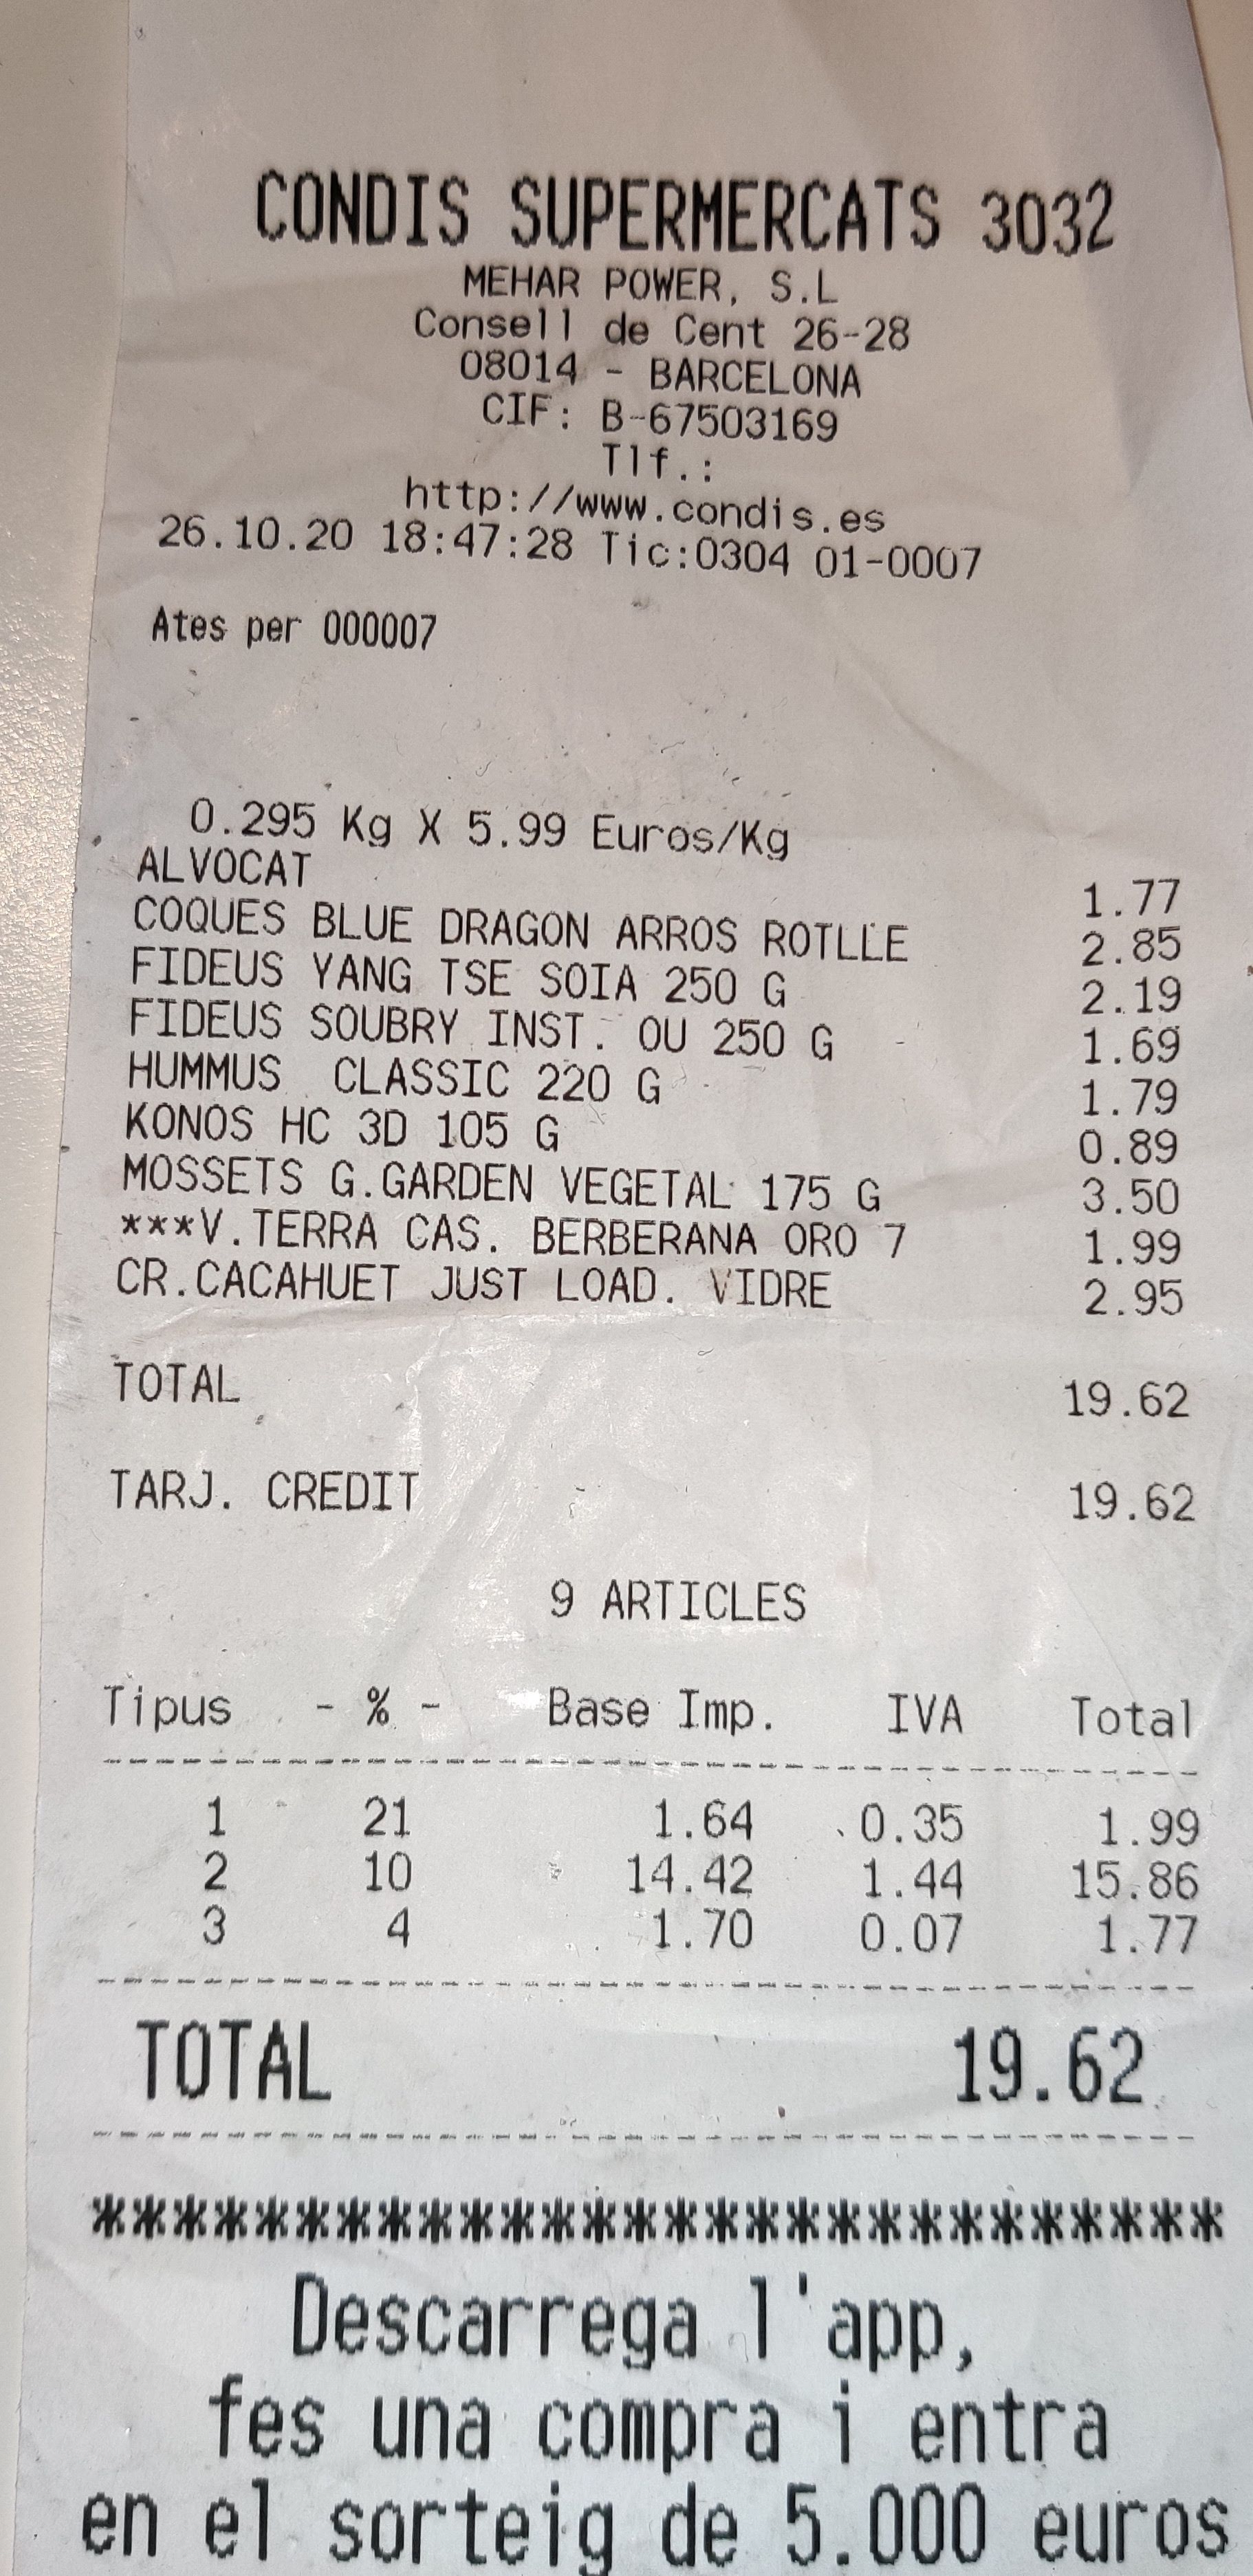 CONDIS SUPERMERCATS 3032
MEHAR POWER, S.L
Consell de Cent 26-28
08014 - BARCELONA
CIF: B-67503169
Tlf.:
http://www.condis.es
26.10.20 18:47:28 Tic:0304 01-0007
Ates per 000007
0.295 Kg X 5.99 Euros/Kg
ALVOCAT 1.77
COQUES BLUE DRAGON ARROS ROTLLE 2.85
FIDEUS YANG TSE SOIA 250 G 2.19
FIDEUS SOUBRY INST. OU 250 G 1.69
HUMMUS CLASSIC 220 G 1.79
KONOS HC 3D 105 G 0.89
MOSSETS G.GARDEN VEGETAL 175 G 3.50
***V.TERRA CAS. BERBERANA ORO 7 1.99
CR.CACAHUET JUST LOAD. VIDRE 2.95
TOTAL 19.62
TARJ. CREDIT 19.62
9 ARTICLES
Tipus - % - Base Imp. IVA Total
1 21 1.64 0.35 1.99
2 10 14.42 1.44 15.86
3 4 1.70 0.07 1.77
TOTAL 19.62
****************************
Descarrega l'app,
fes una compra i entra
en el sorteig de 5.000 euros